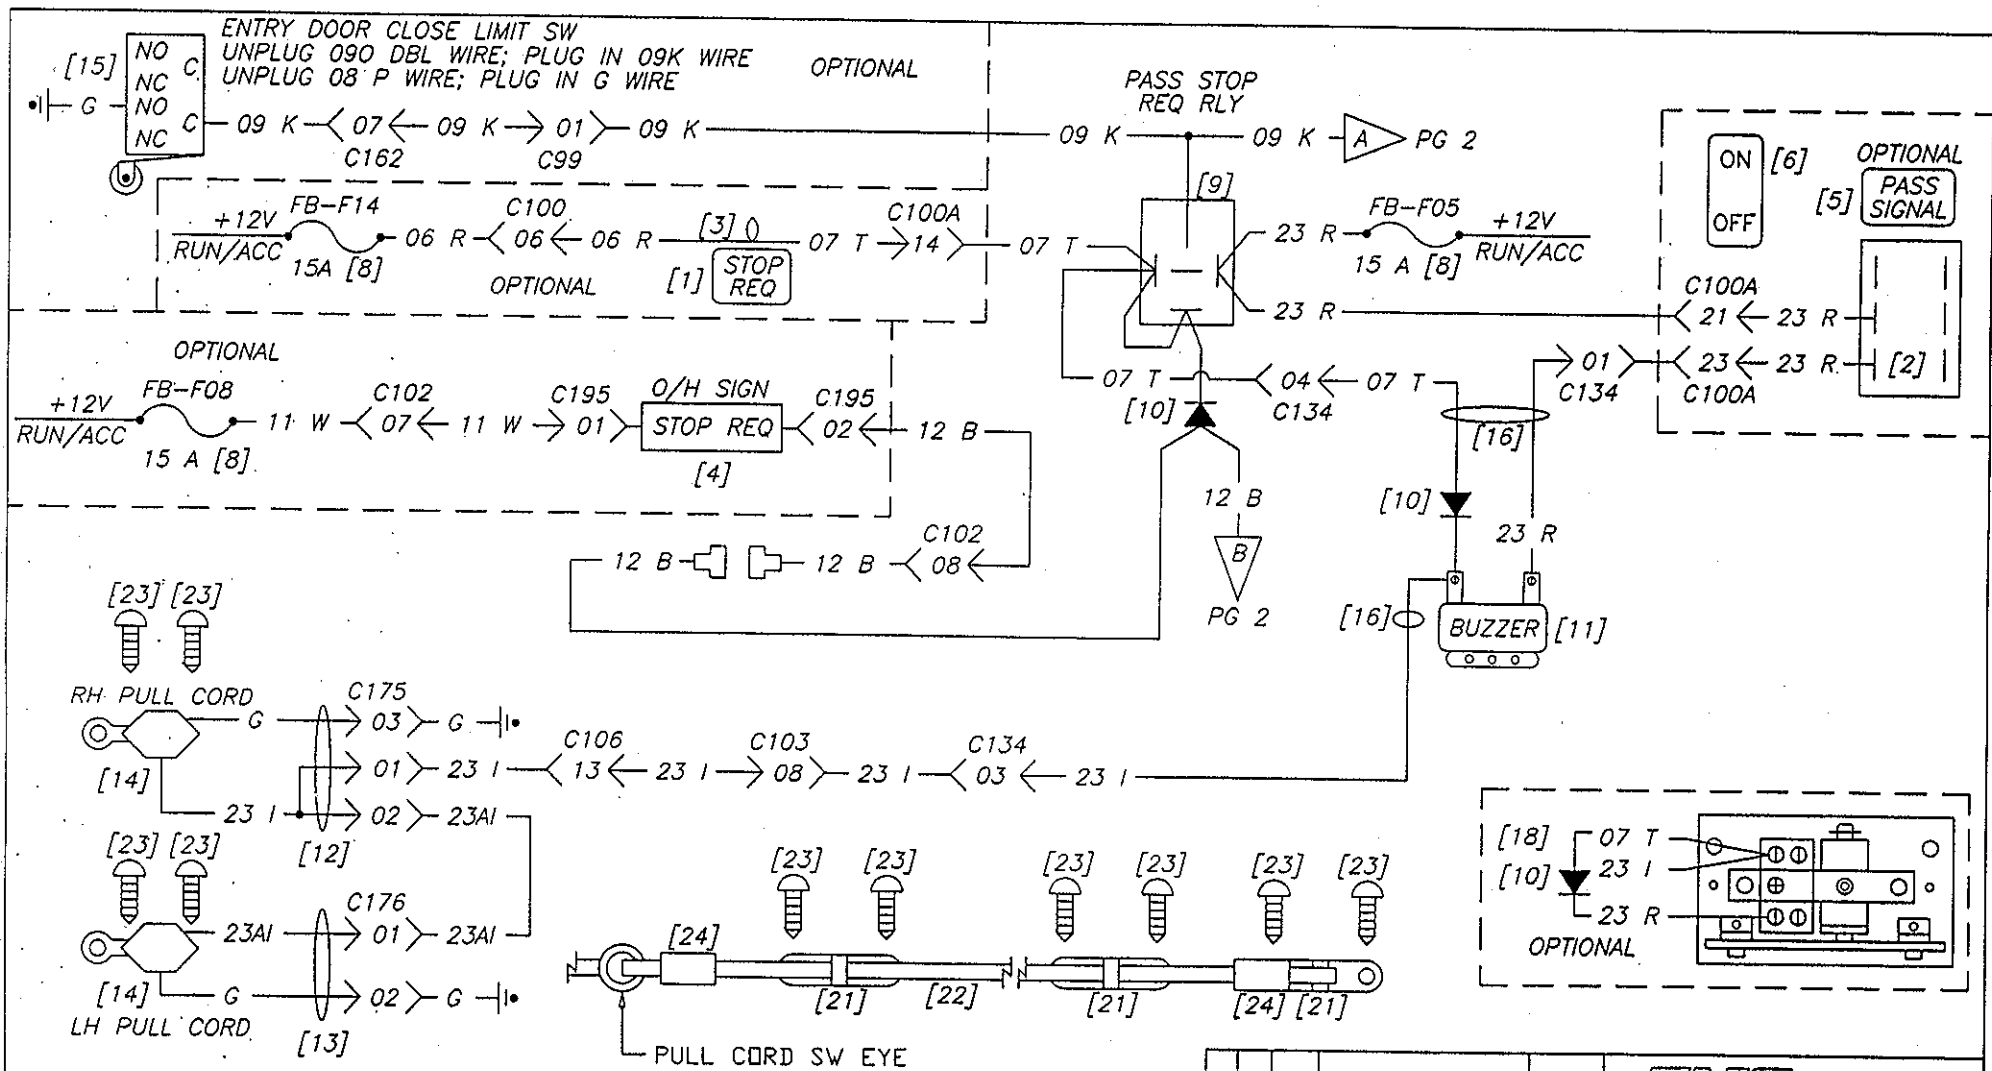 ENTRY DOOR CLOSE LIMIT SW
UNPLUG 090 DBL WIRE; PLUG IN 09K WIRE
UNPLUG 08 P WIRE; PLUG IN G WIRE
OPTIONAL
[15] NO C
NC
G NO
NC C
09 K 07 09 K 01 09 K 09 K 09 K A PG 2
C162 C99
PASS STOP
REQ RLY
[9]
+12V
RUN/ACC
FB-F14
15A [8]
06 R
C100
06
06 R
[3]
07 T
C100A
14
07 T
OPTIONAL
[1]
STOP
REQ
23 R
FB-F05
15 A [8]
+12V
RUN/ACC
23 R
ON
OFF
[6]
OPTIONAL
[5]
PASS
SIGNAL
C100A
21 23 R
01
C134
23 23 R
C100A
[2]
OPTIONAL
+12V
RUN/ACC
FB-F08
15 A [8]
11 W
C102
07
11 W
C195
01
O/H SIGN
STOP REQ
[4]
C195
02
12 B
07 T
04
C134
07 T
[10]
[16]
12 B
B
PG 2
[10]
23 R
12 B 12 B
C102
08
[16]
BUZZER
[11]
[23] [23]
RH PULL CORD
[14]
G
C175
03
G
01
23 I
C106
13
23 I
C103
08
23 I
C134
03
23 I
23 I
02
23AI
[12]
[23] [23]
[14]
LH PULL CORD
23AI
C176
01
23AI
G
02
G
[13]
[23] [23] [23] [23] [23] [23]
[24]
[21] [22] [21] [24] [21]
PULL CORD SW EYE
[18] 07 T
[10] 23 I
23 R
OPTIONAL